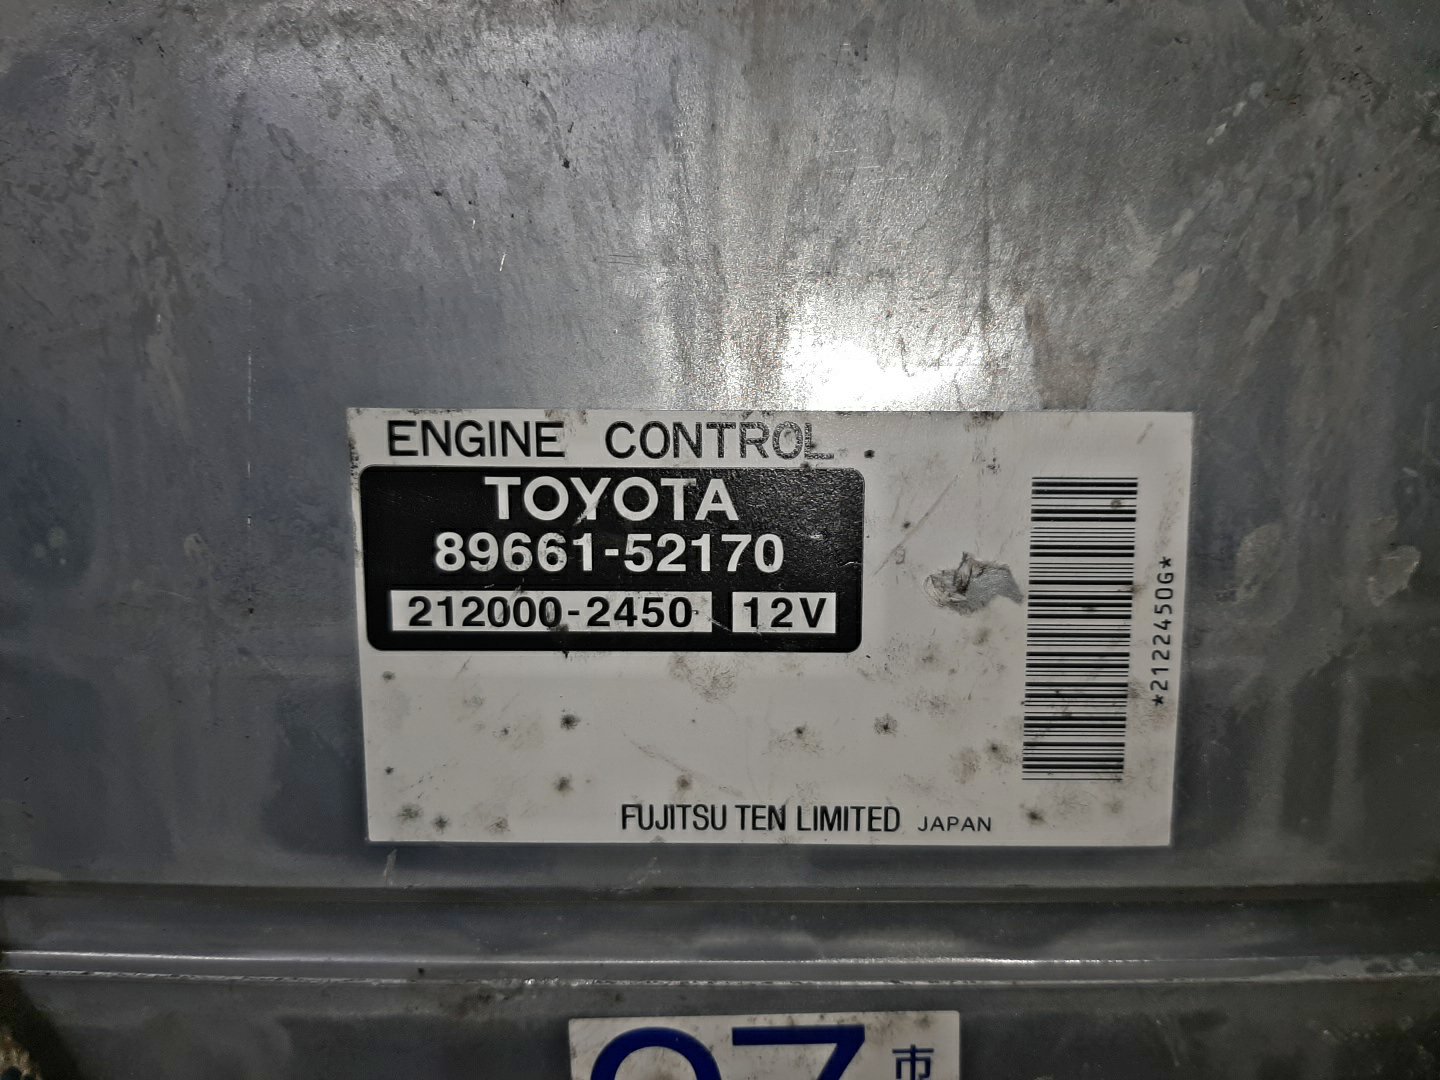 ENGINE CONTROL
TOYOTA
89661-52170
212000-2450 12V
*2122450G*
FUJITSU TEN LIMITED JAPAN
市